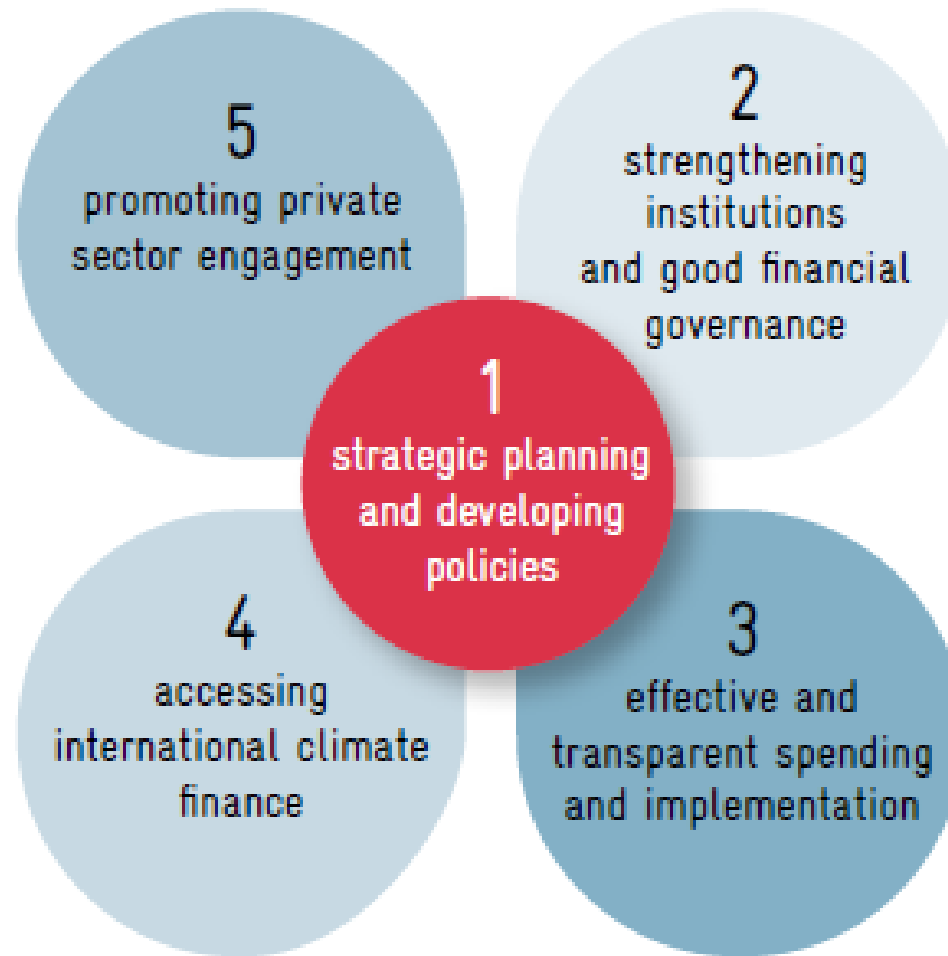 5
promoting private
sector engagement
2
strengthening
institutions
and good financial
governance
1
strategic planning
and developing
policies
4
accessing
international climate
finance
3
effective and
transparent spending
and implementation